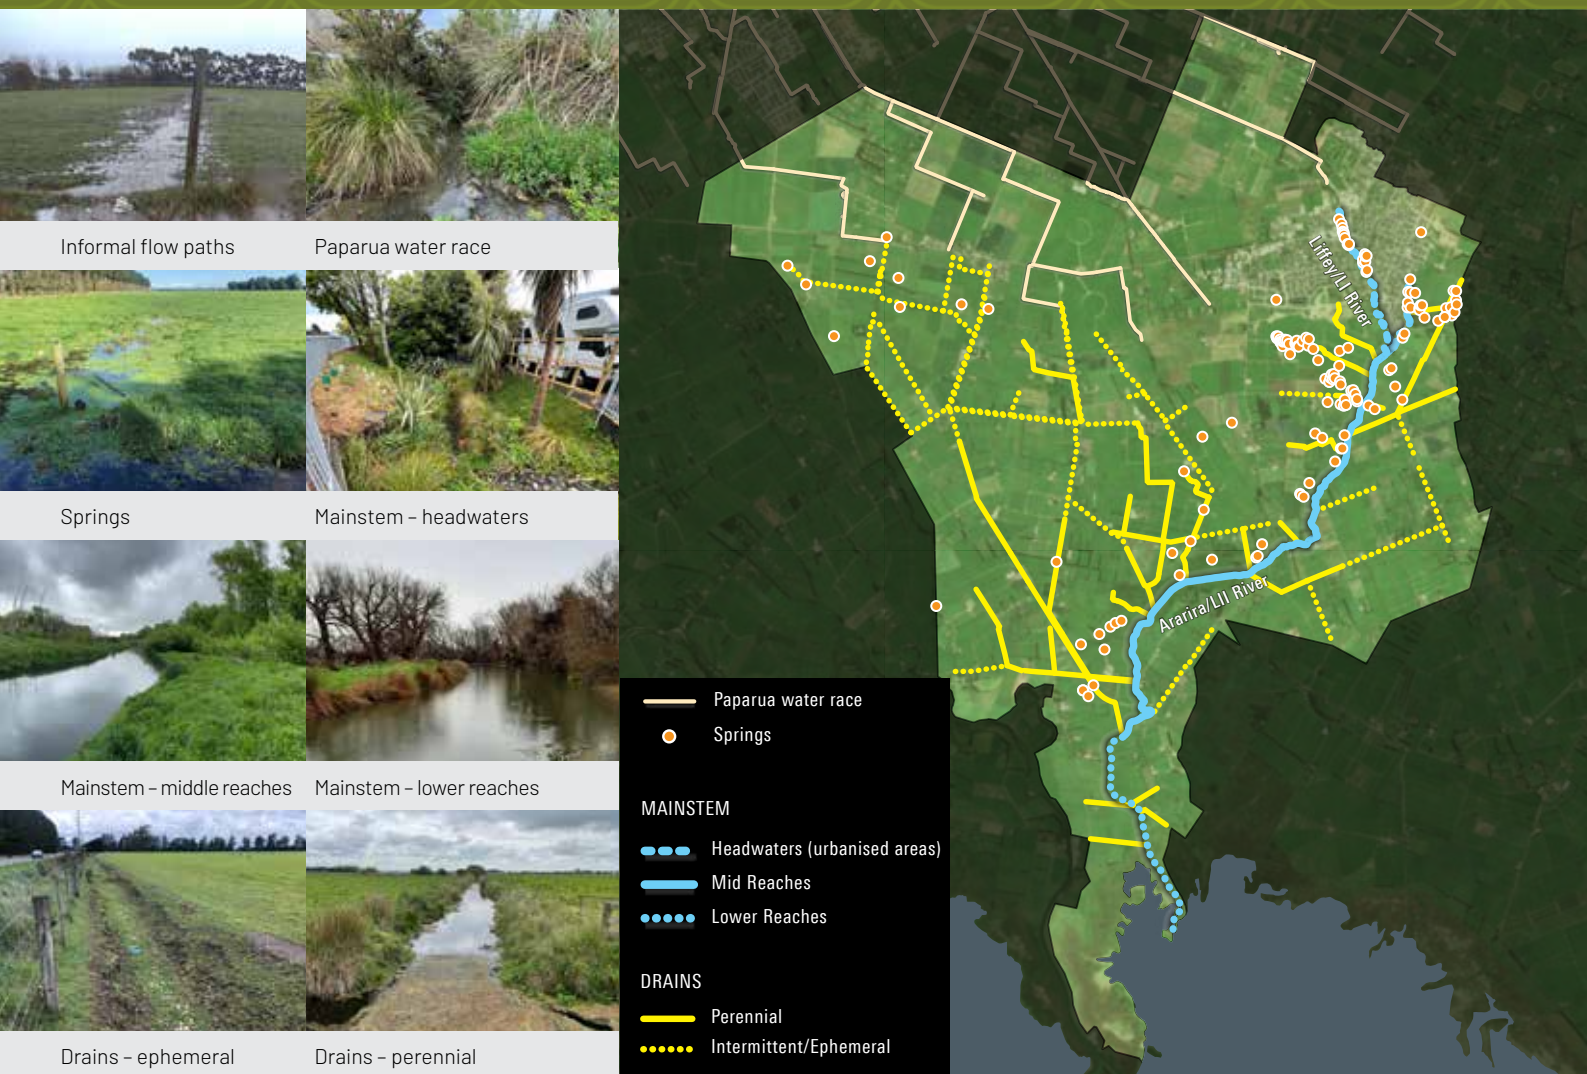 Informal flow paths
Paparua water race
Springs
Mainstem – headwaters
Mainstem – middle reaches
Mainstem – lower reaches
Drains – ephemeral
Drains – perennial
Liffey/LI River
Ararira/LII River
Paparua water race
Springs
MAINSTEM
Headwaters (urbanised areas)
Mid Reaches
Lower Reaches
DRAINS
Perennial
Intermittent/Ephemeral